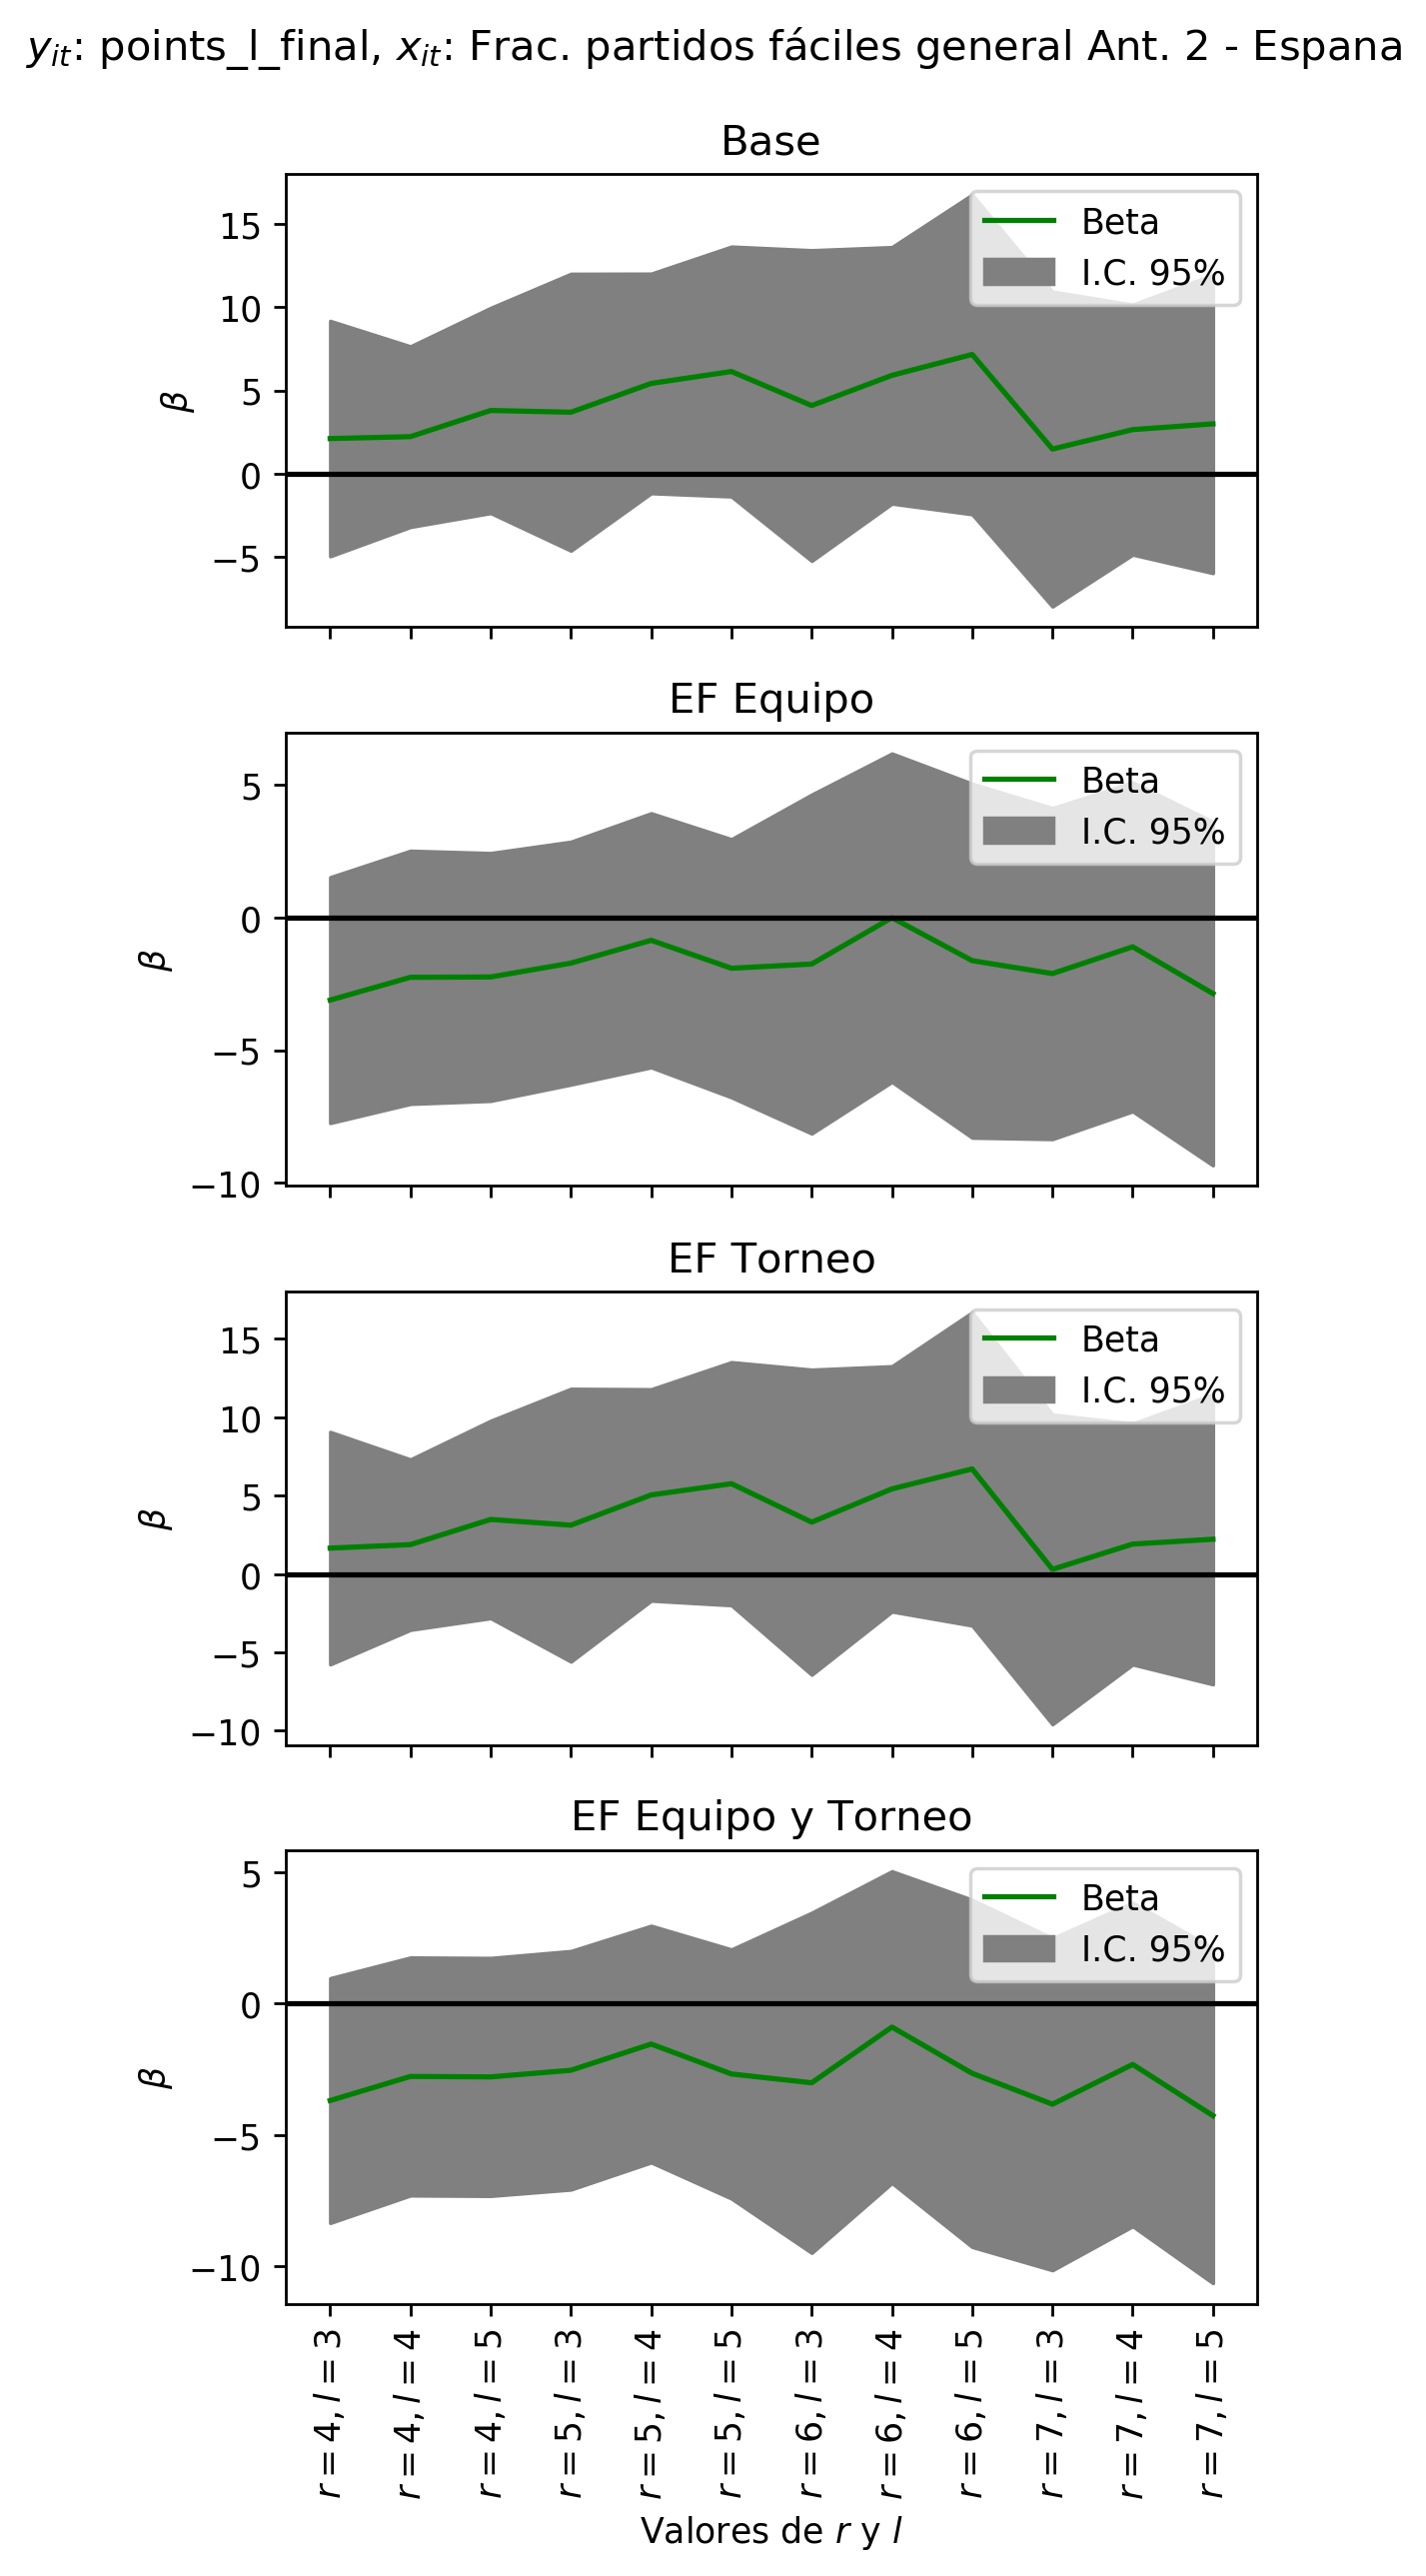 y_it: points_l_final, x_it: Frac. partidos fáciles general Ant. 2 - Espana
Base
15
10
5
0
−5
β
Beta
I.C. 95%
EF Equipo
5
0
−5
−10
β
Beta
I.C. 95%
EF Torneo
15
10
5
0
−5
−10
β
Beta
I.C. 95%
EF Equipo y Torneo
5
0
−5
−10
β
Beta
I.C. 95%
r = 4, l = 3
r = 4, l = 4
r = 4, l = 5
r = 5, l = 3
r = 5, l = 4
r = 5, l = 5
r = 6, l = 3
r = 6, l = 4
r = 6, l = 5
r = 7, l = 3
r = 7, l = 4
r = 7, l = 5
Valores de r y l